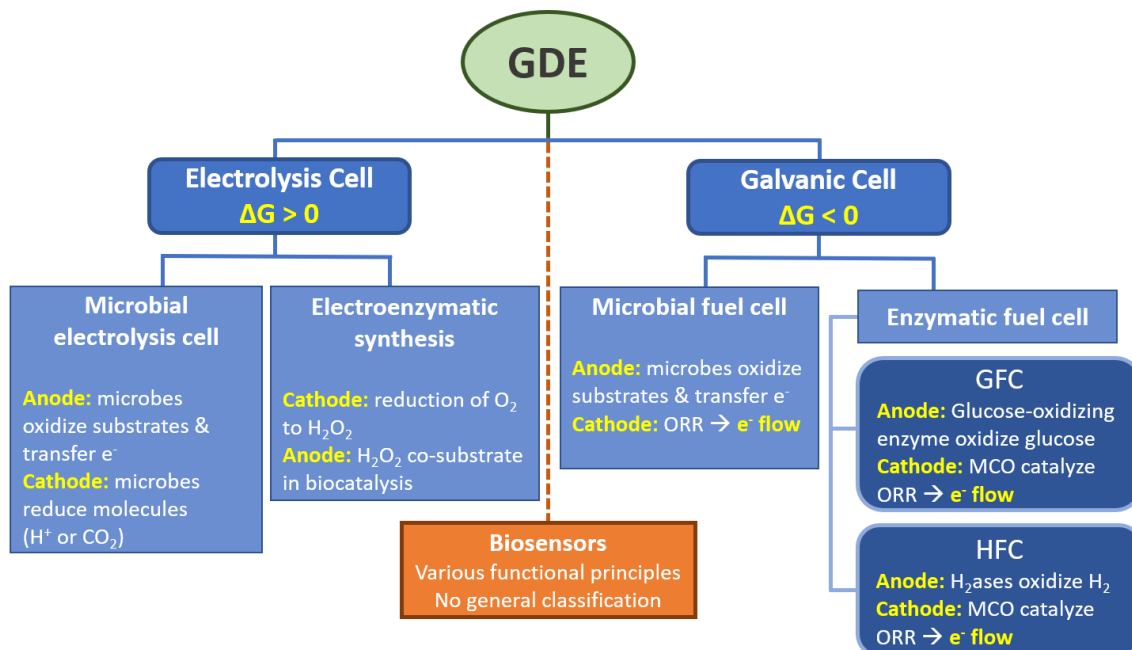 GDE
Electrolysis Cell
ΔG > 0
Galvanic Cell
ΔG < 0
Microbial
electrolysis cell
Anode: microbes
oxidize substrates &
transfer e⁻
Cathode: microbes
reduce molecules
(H⁺ or CO₂)
Electroenzymatic
synthesis
Cathode: reduction of O₂
to H₂O₂
Anode: H₂O₂ co-substrate
in biocatalysis
Microbial fuel cell
Anode: microbes oxidize
substrates & transfer e⁻
Cathode: ORR → e⁻ flow
Enzymatic fuel cell
GFC
Anode: Glucose-oxidizing
enzyme oxidize glucose
Cathode: MCO catalyze
ORR → e⁻ flow
HFC
Anode: H₂ases oxidize H₂
Cathode: MCO catalyze
ORR → e⁻ flow
Biosensors
Various functional principles
No general classification